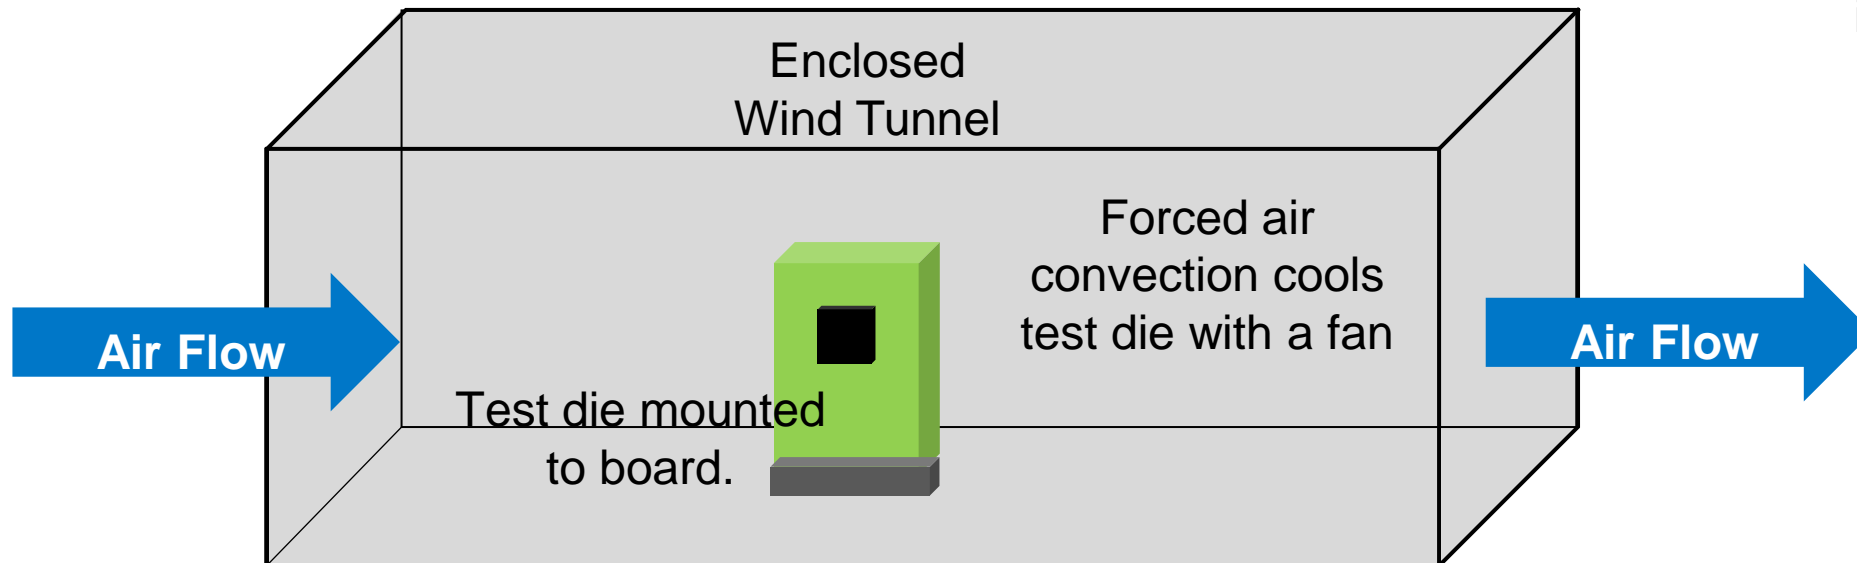 Enclosed
Wind Tunnel
Forced air
convection cools
test die with a fan
Air Flow
Air Flow
Test die mounted
to board.